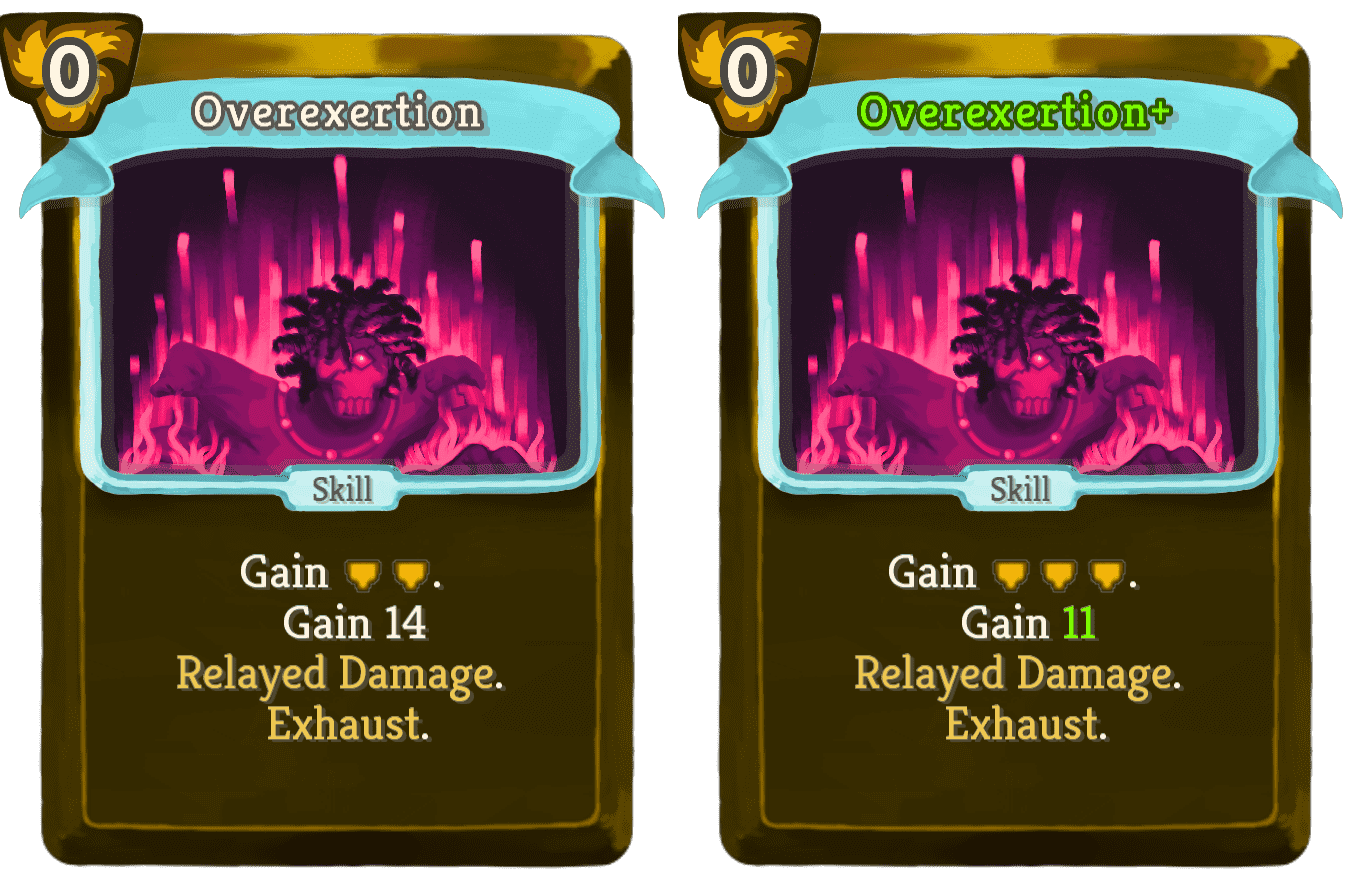 0
Overexertion
Skill
Gain .
Gain 14
Relayed Damage.
Exhaust.
0
Overexertion+
Skill
Gain .
Gain 11
Relayed Damage.
Exhaust.